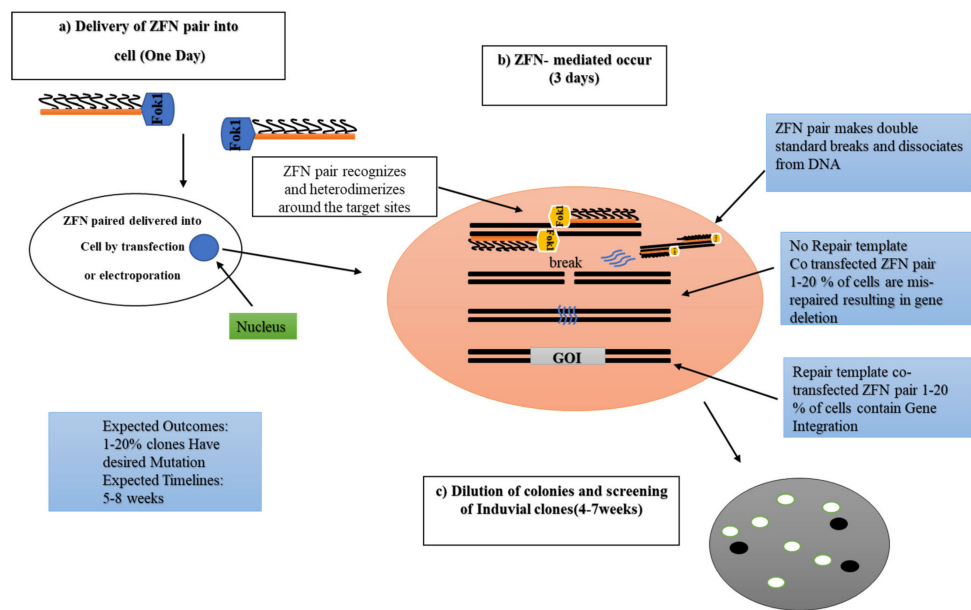 a) Delivery of ZFN pair into
cell (One Day)
Fok1
Fok1
b) ZFN- mediated occur
(3 days)
ZFN pair makes double
standard breaks and dissociates
from DNA
ZFN pair recognizes
and heterodimerizes
around the target sites
ZFN paired delivered into
Cell by transfection
or electroporation
Nucleus
Fok1
Fok1
break
No Repair template
Co transfected ZFN pair
1-20 % of cells are mis-
repaired resulting in gene
deletion
GOI
Repair template co-
transfected ZFN pair 1-20
% of cells contain Gene
Integration
Expected Outcomes:
1-20% clones Have
desired Mutation
Expected Timelines:
5-8 weeks
c) Dilution of colonies and screening
of Induvial clones(4-7weeks)